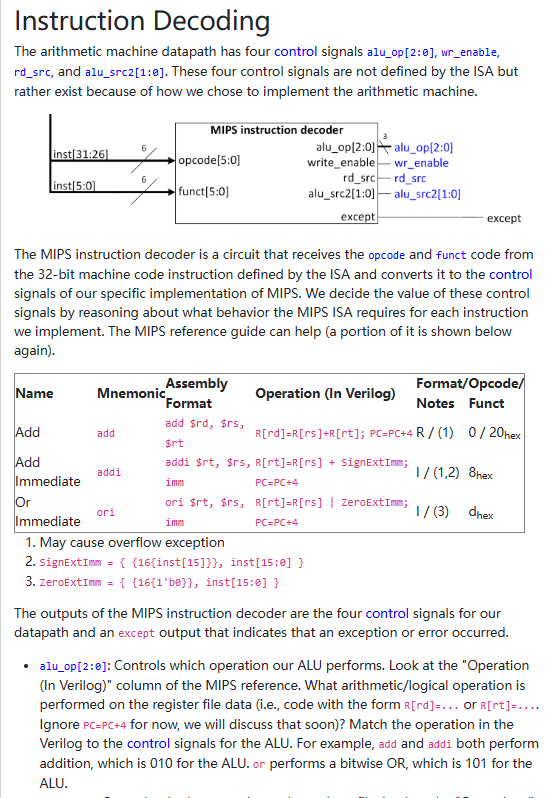 Instruction Decoding
The arithmetic machine datapath has four control signals alu_op[2:0], wr_enable,
rd_src, and alu_src2[1:0]. These four control signals are not defined by the ISA but
rather exist because of how we chose to implement the arithmetic machine.
MIPS instruction decoder
3
inst[31:26] 6 opcode[5:0] alu_op[2:0] alu_op[2:0]
write_enable wr_enable
inst[5:0] 6 funct[5:0] rd_src rd_src
alu_src2[1:0] alu_src2[1:0]
except except
The MIPS instruction decoder is a circuit that receives the opcode and funct code from
the 32-bit machine code instruction defined by the ISA and converts it to the control
signals of our specific implementation of MIPS. We decide the value of these control
signals by reasoning about what behavior the MIPS ISA requires for each instruction
we implement. The MIPS reference guide can help (a portion of it is shown below
again).
Name Mnemonic Assembly Format Operation (In Verilog) Format/Notes Opcode/Funct
Add add add $rd, $rs, $rt R[rd]=R[rs]+R[rt]; PC=PC+4 R / (1) 0 / 20hex
Add Immediate addi addi $rt, $rs, imm R[rt]=R[rs] + SignExtImm; PC=PC+4 I / (1,2) 8hex
Or Immediate ori ori $rt, $rs, imm R[rt]=R[rs] | ZeroExtImm; PC=PC+4 I / (3) dhex
1. May cause overflow exception
2. SignExtImm = { {16{inst[15]}}, inst[15:0] }
3. ZeroExtImm = { {16{1'b0}}, inst[15:0] }
The outputs of the MIPS instruction decoder are the four control signals for our
datapath and an except output that indicates that an exception or error occurred.
• alu_op[2:0]: Controls which operation our ALU performs. Look at the "Operation
(In Verilog)" column of the MIPS reference. What arithmetic/logical operation is
performed on the register file data (i.e., code with the form R[rd]=... or R[rt]=....
Ignore PC=PC+4 for now, we will discuss that soon)? Match the operation in the
Verilog to the control signals for the ALU. For example, add and addi both perform
addition, which is 010 for the ALU. or performs a bitwise OR, which is 101 for the
ALU.